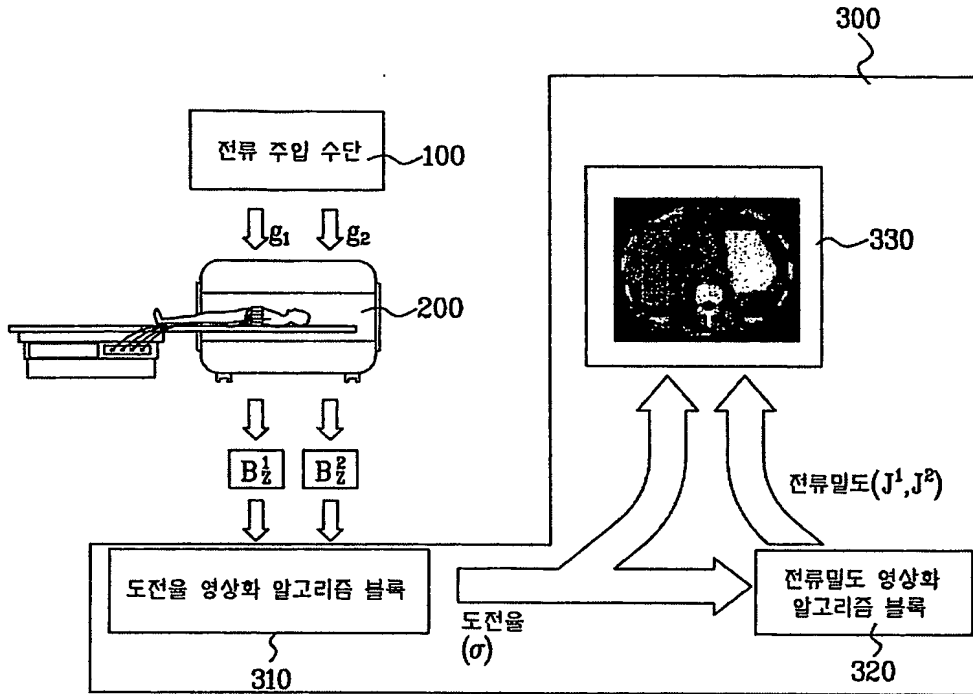 300
전류 주입 수단
100
g₁ g₂
330
200
B¹z B²z
전류밀도(J¹,J²)
도전율 영상화 알고리즘 블록
전류밀도 영상화
알고리즘 블록
도전율
(σ)
310
320